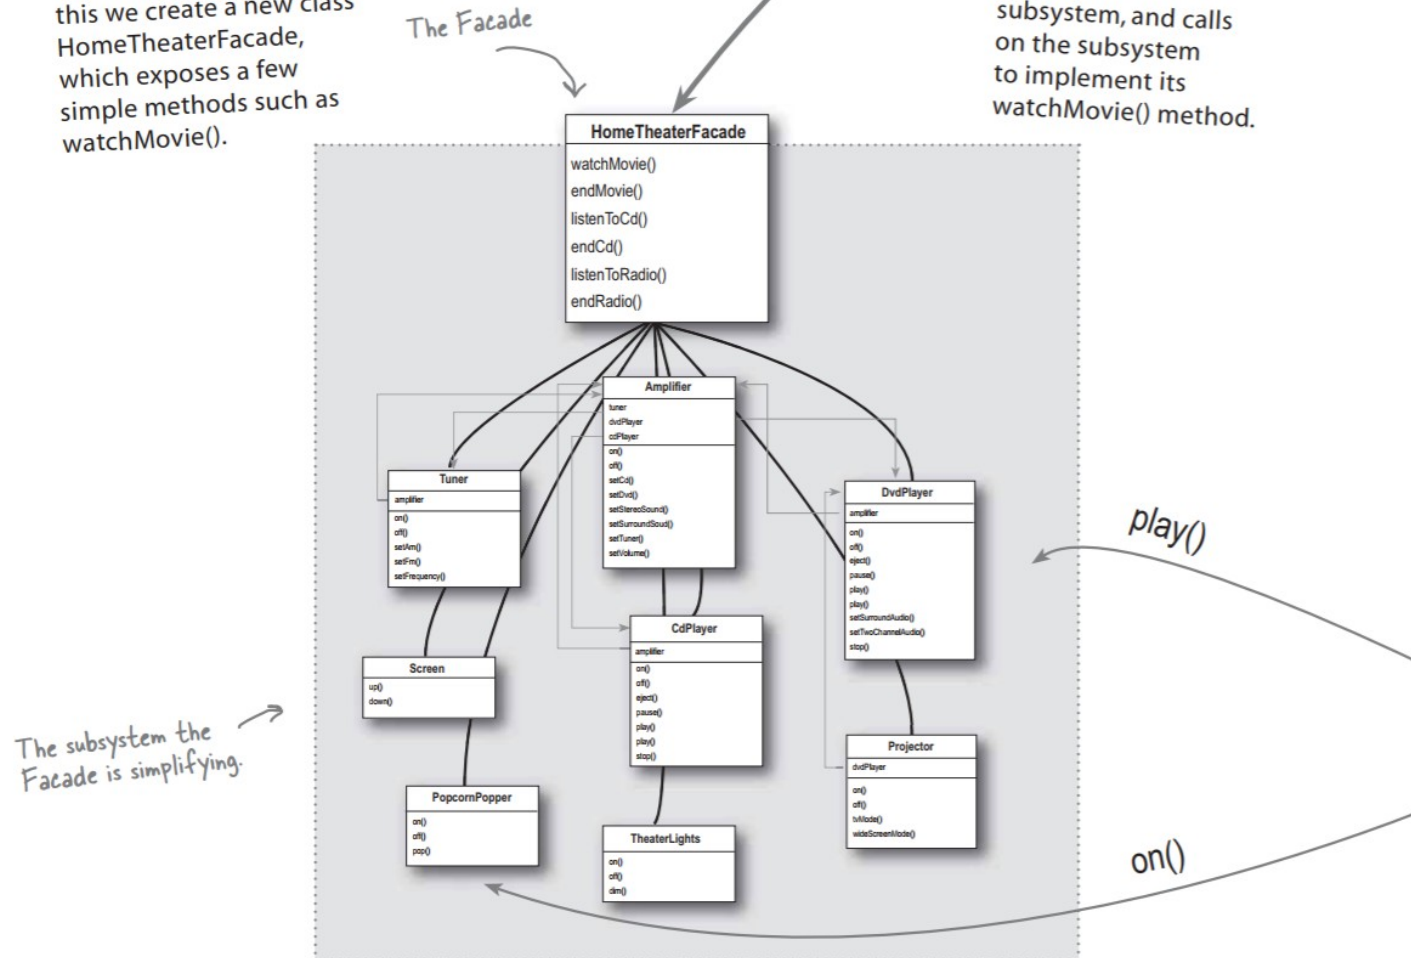 this we create a new class
HomeTheaterFacade,
which exposes a few
simple methods such as
watchMovie().
The Facade
subsystem, and calls
on the subsystem
to implement its
watchMovie() method.
HomeTheaterFacade
watchMovie()
endMovie()
listenToCd()
endCd()
listenToRadio()
endRadio()
Amplifier
tuner
dvdPlayer
cdPlayer
on()
off()
setCd()
setDvd()
setStereoSound()
setSurroundSoud()
setTuner()
setVolume()
Tuner
amplifier
on()
off()
setAm()
setFm()
setFrequency()
DvdPlayer
amplifier
on()
off()
eject()
pause()
play()
play()
setSurroundAudio()
setTwoChannelAudio()
stop()
play()
Screen
up()
down()
CdPlayer
amplifier
on()
off()
eject()
pause()
play()
play()
stop()
The subsystem the
Facade is simplifying.
Projector
dvdPlayer
on()
off()
tvMode()
wideScreenMode()
PopcornPopper
on()
off()
pop()
TheaterLights
on()
off()
dim()
on()